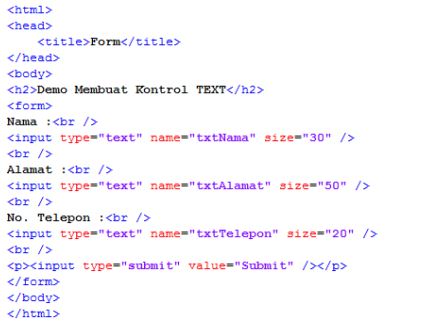 <html>
<head>
<title>Form</title>
</head>
<body>
<h2>Demo Membuat Kontrol TEXT</h2>
<form>
Nama :<br />
<input type="text" name="txtNama" size="30" />
<br />
Alamat :<br />
<input type="text" name="txtAlamat" size="50" />
<br />
No. Telepon :<br />
<input type="text" name="txtTelepon" size="20" />
<br />
<p><input type="submit" value="Submit" /></p>
</form>
</body>
</html>